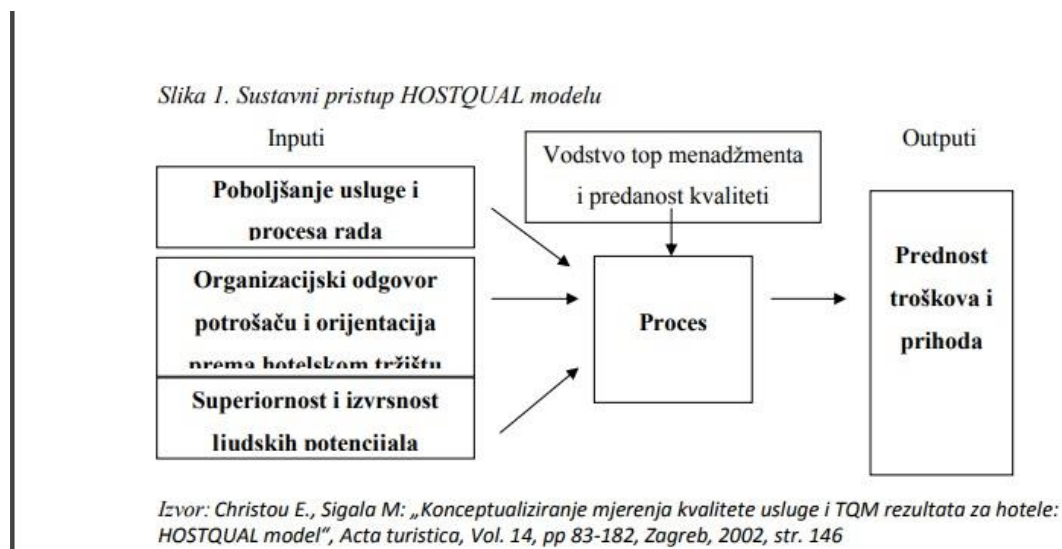 Slika 1. Sustavni pristup HOSTQUAL modelu
Inputi
Poboljšanje usluge i
procesa rada
Organizacijski odgovor
potrošaču i orijentacija
prema hotelskom tržištu
Superiornost i izvrsnost
ljudskih potencijala
Vodstvo top menadžmenta
i predanost kvaliteti
Proces
Outputi
Prednost
troškova i
prihoda
Izvor: Christou E., Sigala M: „Konceptualiziranje mjerenja kvalitete usluge i TQM rezultata za hotele:
HOSTQUAL model“, Acta turistica, Vol. 14, pp 83-182, Zagreb, 2002, str. 146